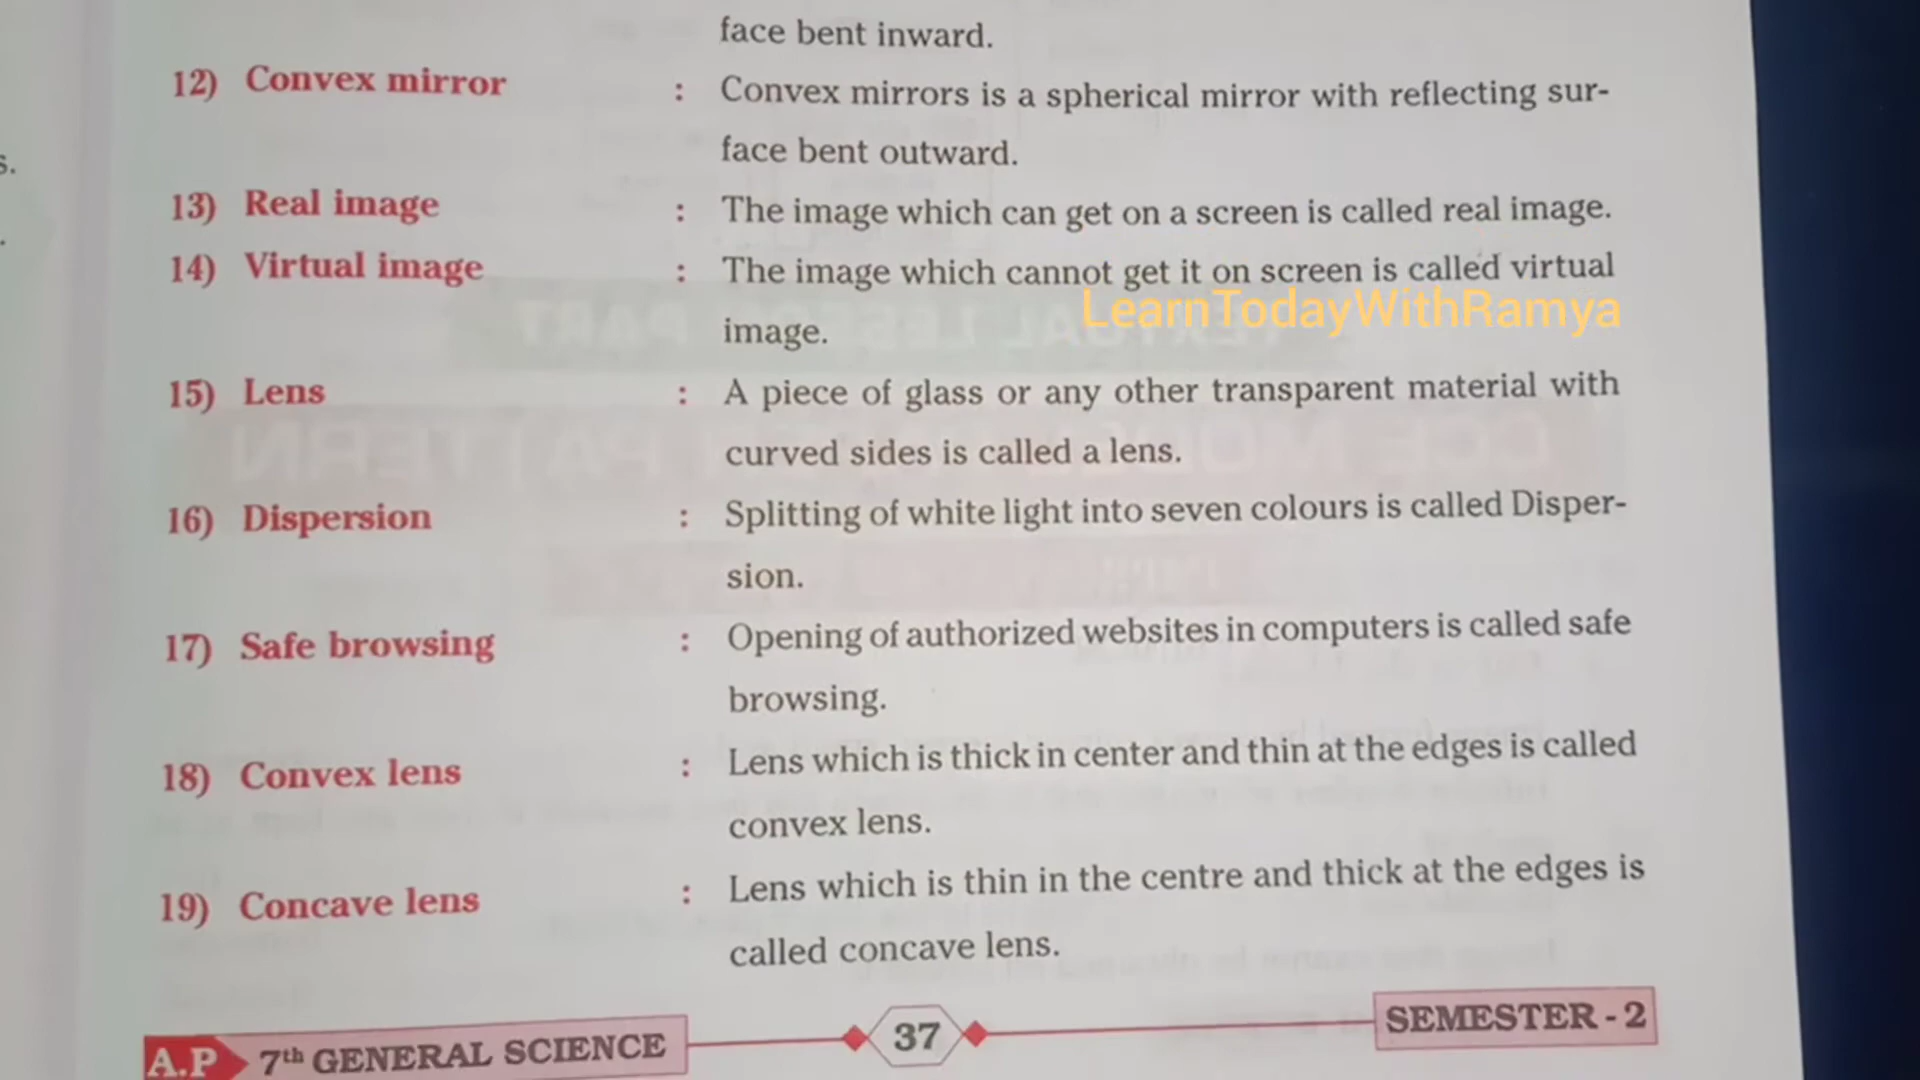 face bent inward.
12) Convex mirror : Convex mirrors is a spherical mirror with reflecting sur-
face bent outward.
s.
13) Real image : The image which can get on a screen is called real image.
14) Virtual image : The image which cannot get it on screen is called virtual
LearnTodayWithRamya
image.
15) Lens : A piece of glass or any other transparent material with
curved sides is called a lens.
16) Dispersion : Splitting of white light into seven colours is called Disper-
sion.
17) Safe browsing : Opening of authorized websites in computers is called safe
browsing.
18) Convex lens : Lens which is thick in center and thin at the edges is called
convex lens.
19) Concave lens : Lens which is thin in the centre and thick at the edges is
called concave lens.
A.P 7th GENERAL SCIENCE 37 SEMESTER - 2